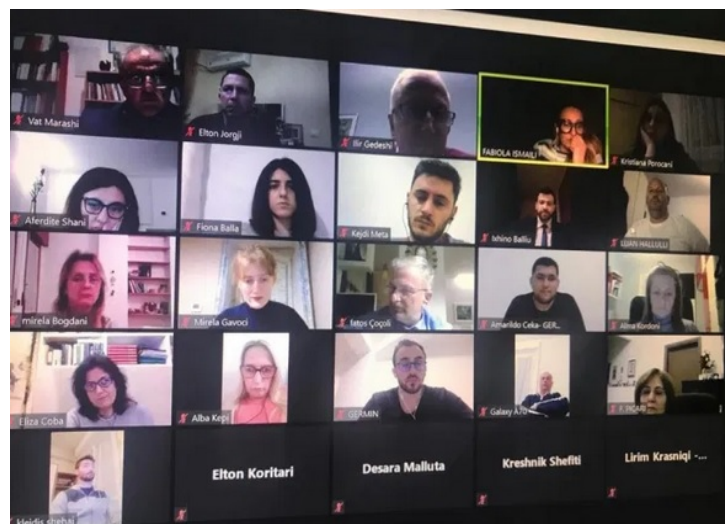 Vat Marashi
Elton Jorgji
Ilir Gedeshi
FABIOLA ISMAILI
Kristiana Porocani
Aferdite Shani
Fiona Balla
Kejdi Meta
Ixhino Balliu
LUAN HALLULLI
mirela Bogdani
Mirela Gavoci
fatos Çoçoli
Amarildo Ceka- GER...
Alma Kordoni
Eliza Coba
Alba Kepi
GERMIN
Galaxy A70
Elton Koritari
Desara Malluta
Kreshnik Shefiti
Lirim Krasniqi -...
klejdis shehaj